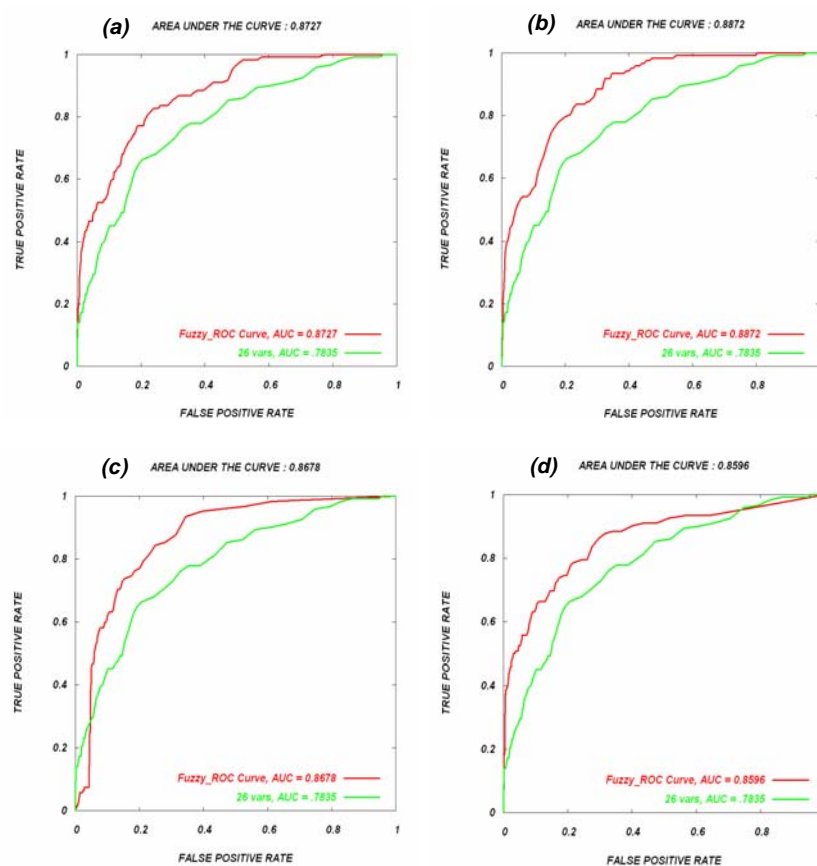 (a) AREA UNDER THE CURVE : 0.8727
1
0.8
0.6
0.4
0.2
0
TRUE POSITIVE RATE
Fuzzy_ROC Curve, AUC = 0.8727
26 vars, AUC = .7835
0 0.2 0.4 0.6 0.8 1
FALSE POSITIVE RATE
(b) AREA UNDER THE CURVE : 0.8872
1
0.8
0.6
0.4
0.2
0
TRUE POSITIVE RATE
Fuzzy_ROC Curve, AUC = 0.8872
26 vars, AUC = .7835
0 0.2 0.4 0.6 0.8
FALSE POSITIVE RATE
(c) AREA UNDER THE CURVE : 0.8678
1
0.8
0.6
0.4
0.2
0
TRUE POSITIVE RATE
Fuzzy_ROC Curve, AUC = 0.8678
26 vars, AUC = .7835
0 0.2 0.4 0.6 0.8 1
FALSE POSITIVE RATE
(d) AREA UNDER THE CURVE : 0.8596
1
0.8
0.6
0.4
0.2
0
TRUE POSITIVE RATE
Fuzzy_ROC Curve, AUC = 0.8596
26 vars, AUC = .7835
0 0.2 0.4 0.6 0.8
FALSE POSITIVE RATE